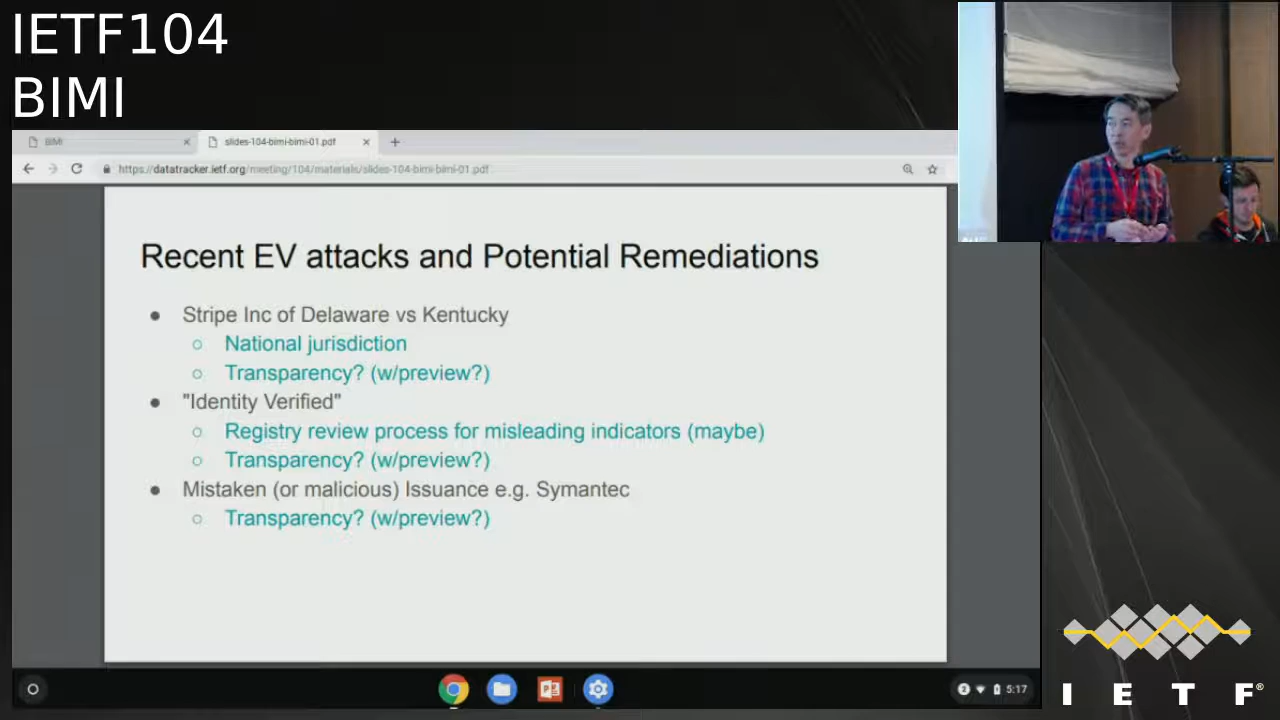 IETF104
BIMI
BIMI
slides-104-bimi-bimi-01.pdf
https://datatracker.ietf.org/meeting/104/materials/slides-104-bimi-bimi-01.pdf
Recent EV attacks and Potential Remediations
Stripe Inc of Delaware vs Kentucky
National jurisdiction
Transparency? (w/preview?)
"Identity Verified"
Registry review process for misleading indicators (maybe)
Transparency? (w/preview?)
Mistaken (or malicious) Issuance e.g. Symantec
Transparency? (w/preview?)
2 5:17
I E T F®